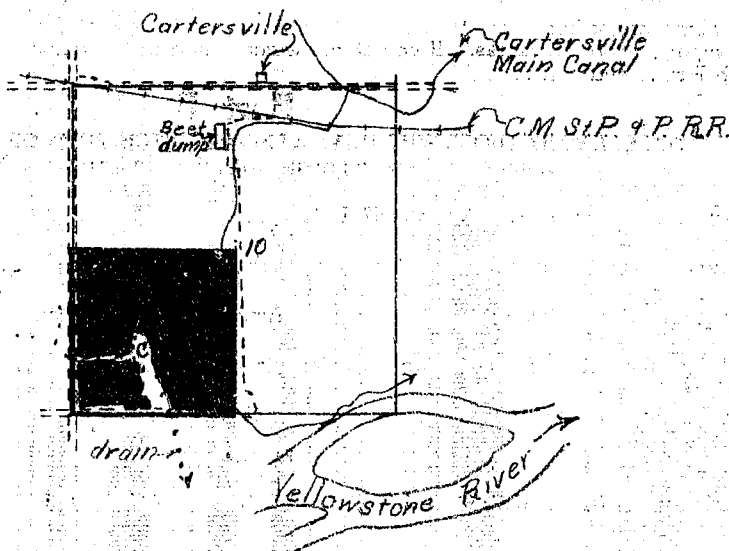 Cartersville
Cartersville
Main Canal
Beet
dump
C.M. St.P. & P. R.R.
10
drain
Yellowstone River